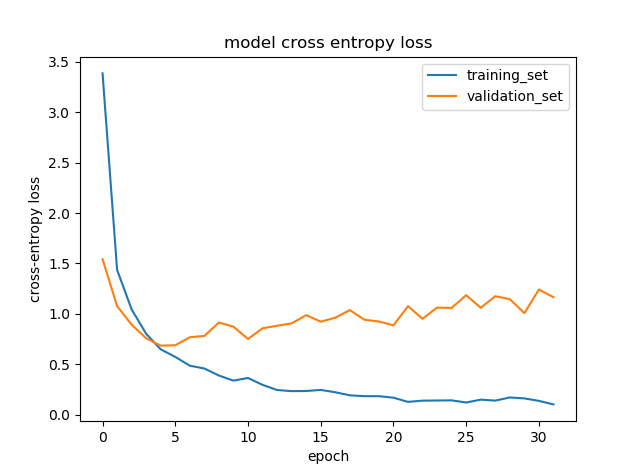 model cross entropy loss
training_set
validation_set
cross-entropy loss
3.5
3.0
2.5
2.0
1.5
1.0
0.5
0.0
0 5 10 15 20 25 30
epoch